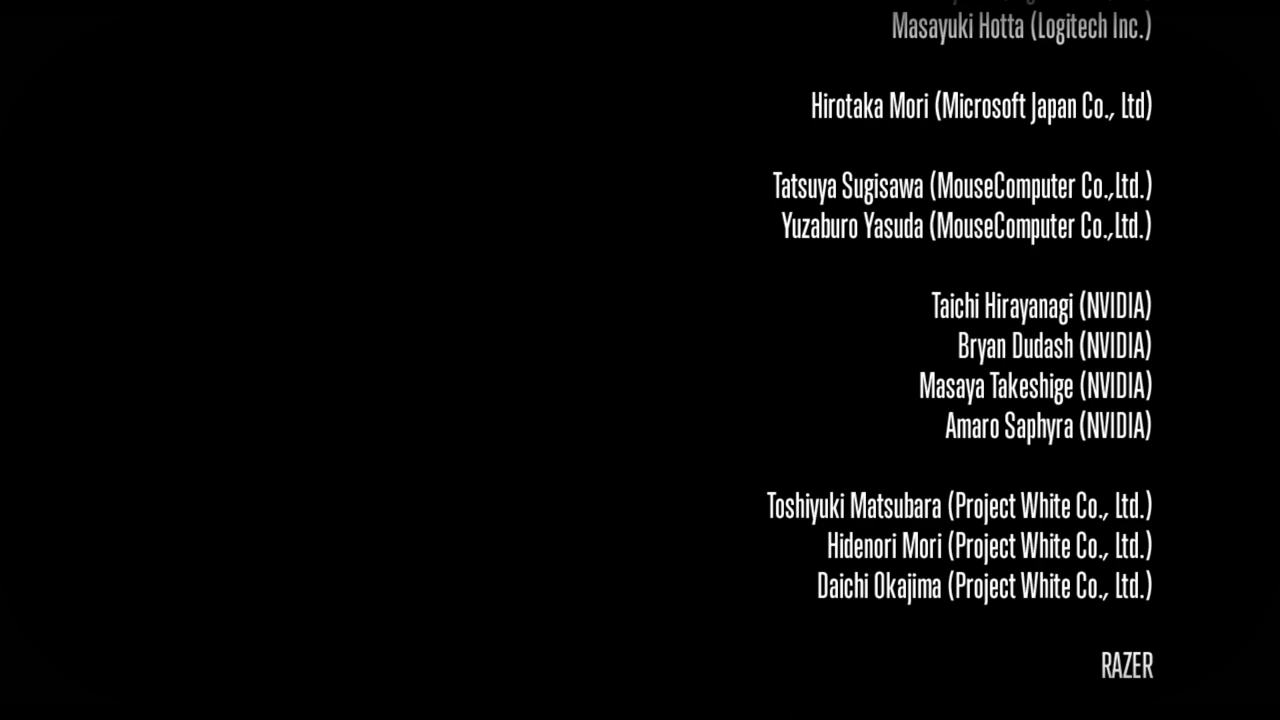 Masayuki Hotta (Logitech Inc.)
Hirotaka Mori (Microsoft Japan Co., Ltd)
Tatsuya Sugisawa (MouseComputer Co.,Ltd.)
Yuzaburo Yasuda (MouseComputer Co.,Ltd.)
Taichi Hirayanagi (NVIDIA)
Bryan Dudash (NVIDIA)
Masaya Takeshige (NVIDIA)
Amaro Saphyra (NVIDIA)
Toshiyuki Matsubara (Project White Co., Ltd.)
Hidenori Mori (Project White Co., Ltd.)
Daichi Okajima (Project White Co., Ltd.)
RAZER